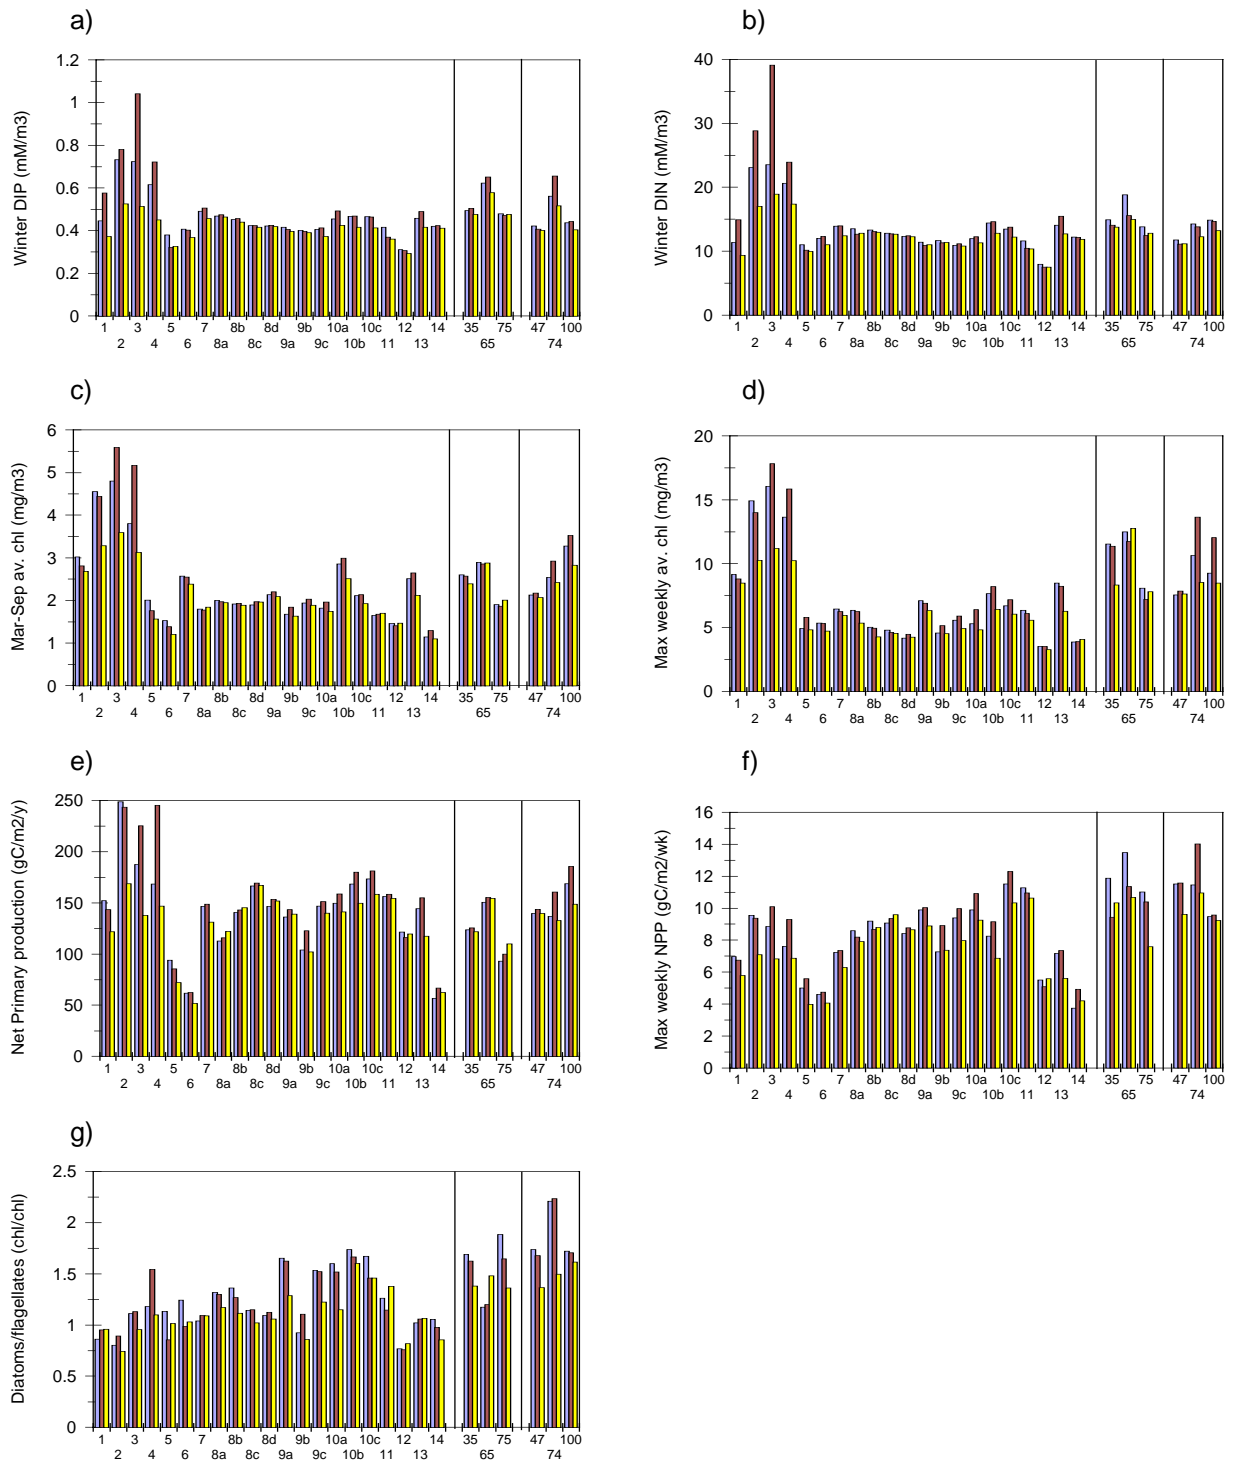 a)
Winter DIP (mM/m3)
1.2
1
0.8
0.6
0.4
0.2
0
1 3 5 7 8b 8d 9b 10a 10c 12 14 35 75 47 100
2 4 6 8a 8c 9a 9c 10b 11 13 65 74
b)
Winter DIN (mM/m3)
40
30
20
10
0
1 3 5 7 8b 8d 9b 10a 10c 12 14 35 75 47 100
2 4 6 8a 8c 9a 9c 10b 11 13 65 74
c)
Mar-Sep av. chl (mg/m3)
6
5
4
3
2
1
0
1 3 5 7 8b 8d 9b 10a 10c 12 14 35 75 47 100
2 4 6 8a 8c 9a 9c 10b 11 13 65 74
d)
Max weekly av. chl (mg/m3)
20
15
10
5
0
1 3 5 7 8b 8d 9b 10a 10c 12 14 35 75 47 100
2 4 6 8a 8c 9a 9c 10b 11 13 65 74
e)
Net Primary production (gC/m2/y)
250
200
150
100
50
0
1 3 5 7 8b 8d 9b 10a 10c 12 14 35 75 47 100
2 4 6 8a 8c 9a 9c 10b 11 13 65 74
f)
Max weekly NPP (gC/m2/wk)
16
14
12
10
8
6
4
2
0
1 3 5 7 8b 8d 9b 10a 10c 12 14 35 75 47 100
2 4 6 8a 8c 9a 9c 10b 11 13 65 74
g)
Diatoms/flagellates (chl/chl)
2.5
2
1.5
1
0.5
0
1 3 5 7 8b 8d 9b 10a 10c 12 14 35 75 47 100
2 4 6 8a 8c 9a 9c 10b 11 13 65 74